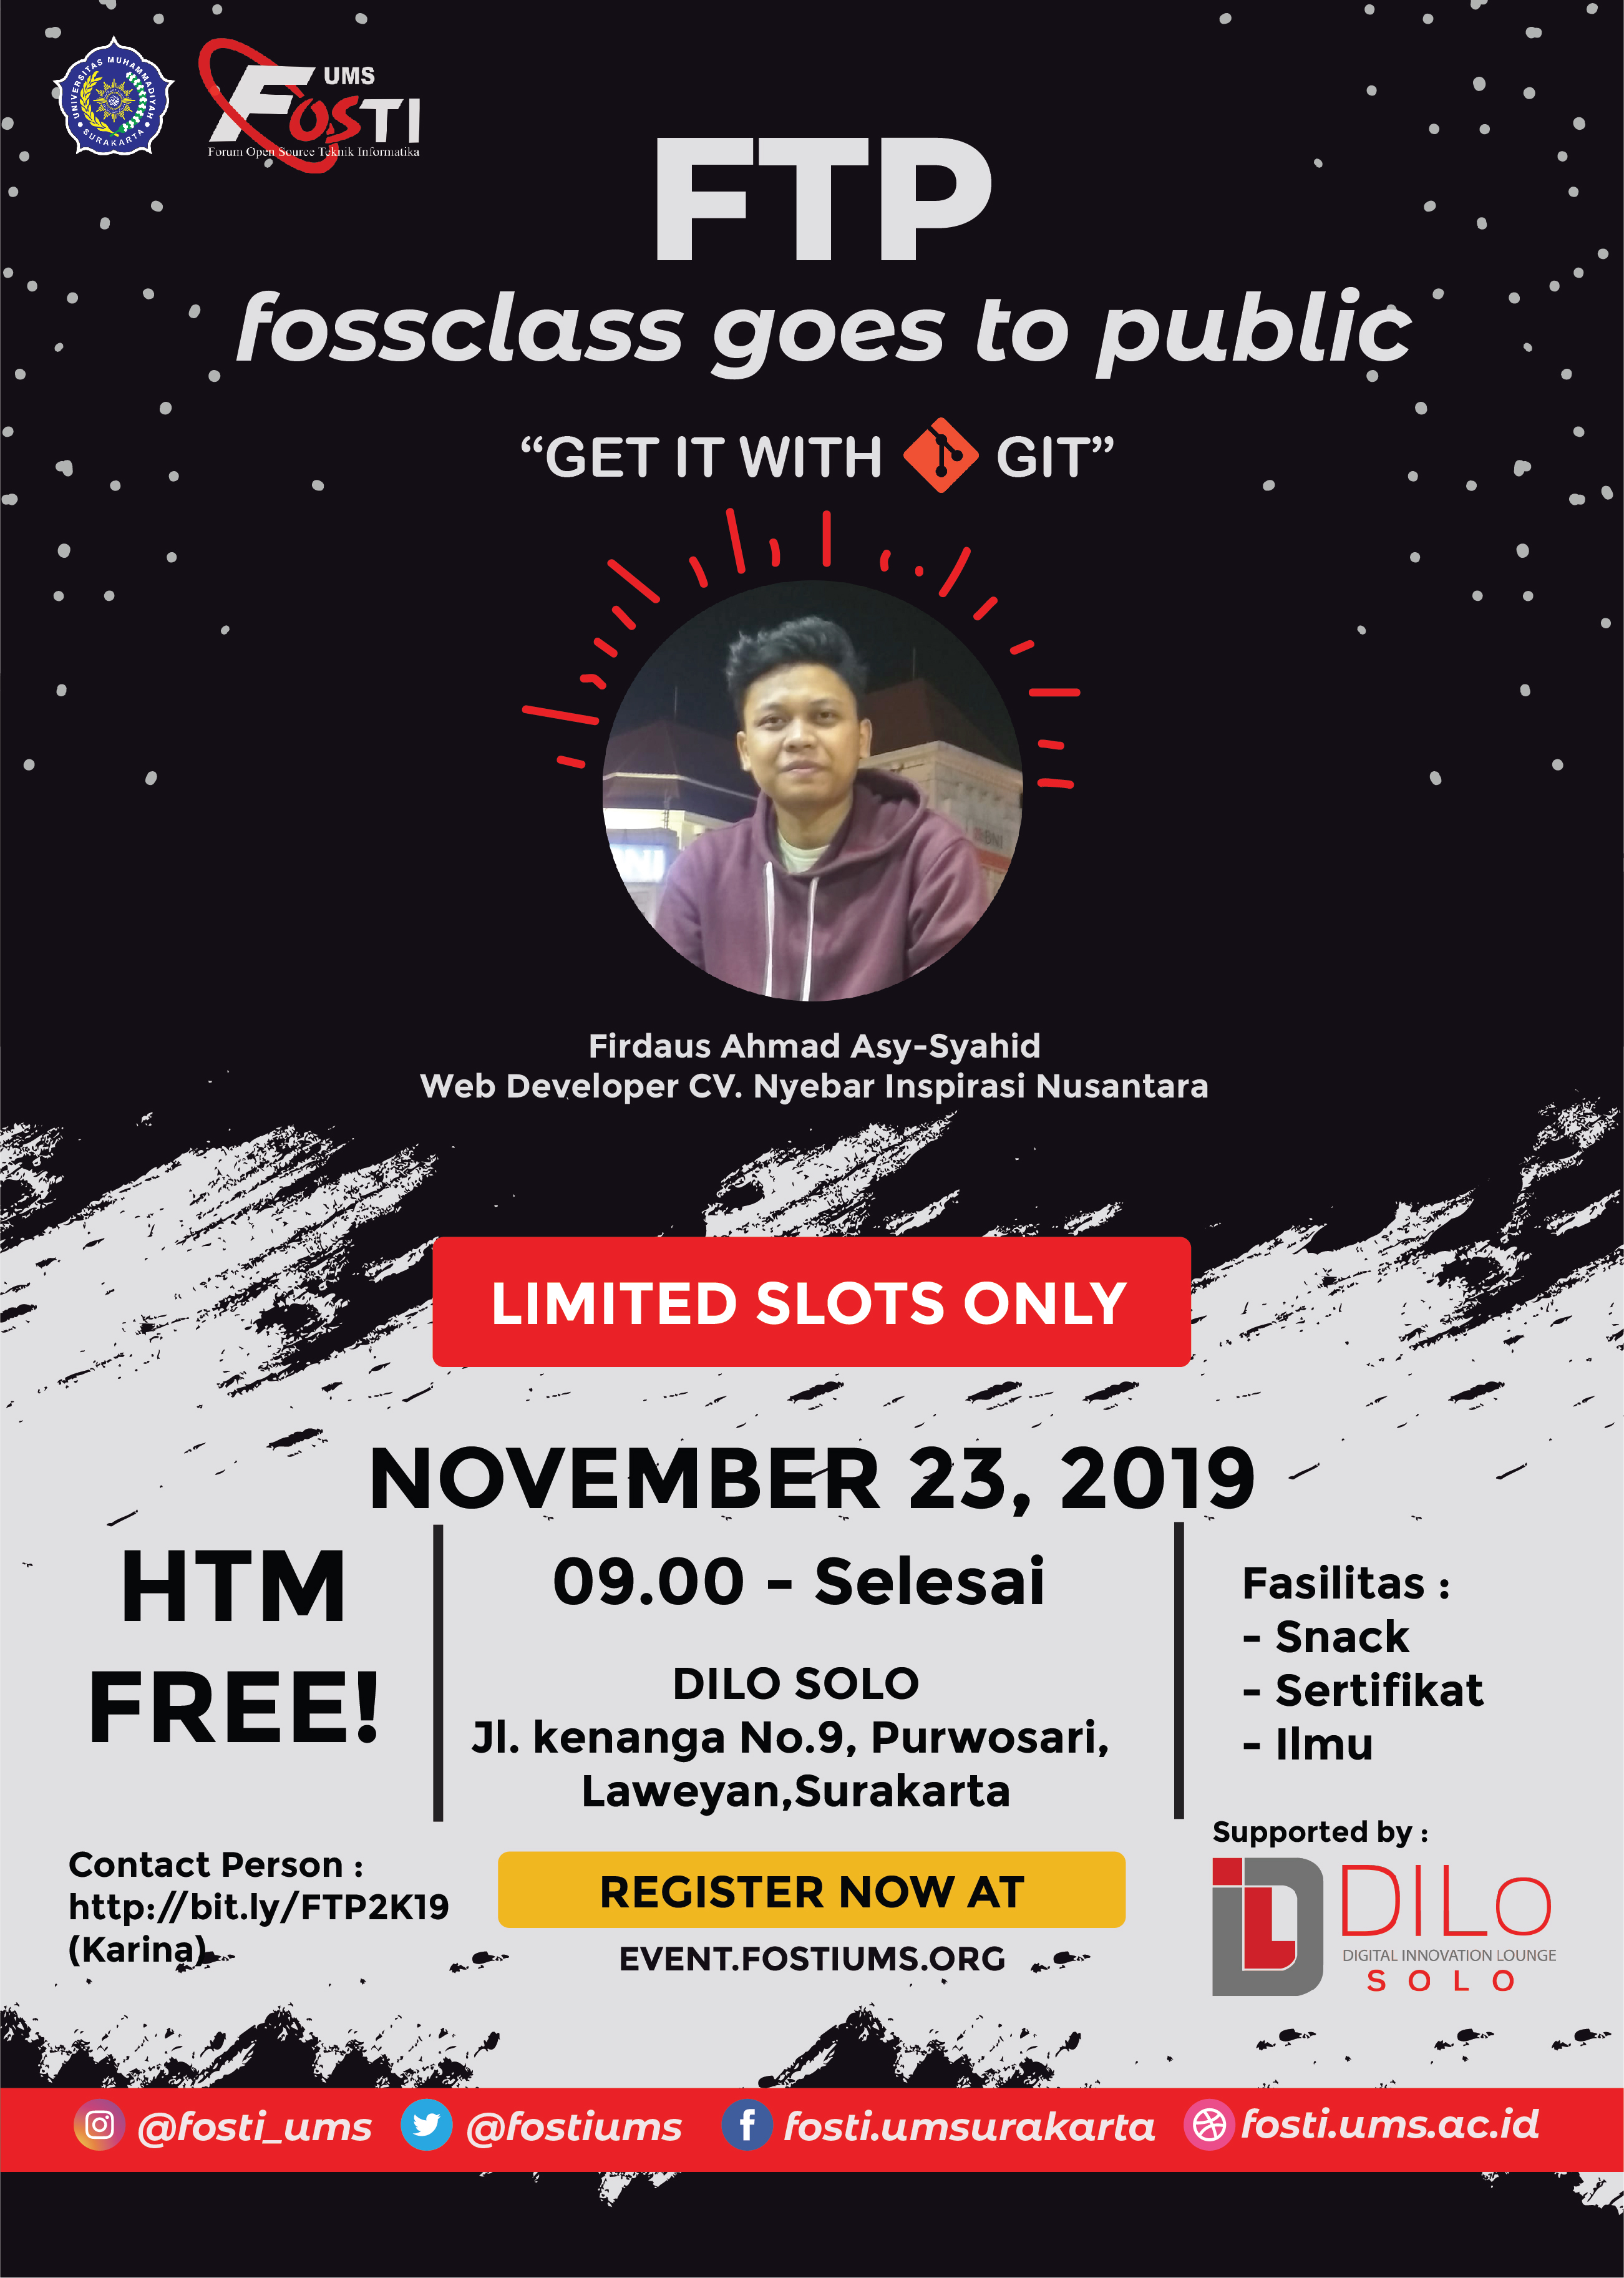 UNIVERSITAS MUHAMMADIYAH
SURAKARTA
UMS
FOSTI
Forum Open Source Teknik Informatika
FTP
fossclass goes to public
“GET IT WITH GIT”
BNI
Firdaus Ahmad Asy-Syahid
Web Developer CV. Nyebar Inspirasi Nusantara
LIMITED SLOTS ONLY
NOVEMBER 23, 2019
HTM
FREE!
09.00 - Selesai
DILO SOLO
Jl. kenanga No.9, Purwosari,
Laweyan,Surakarta
Fasilitas :
- Snack
- Sertifikat
- Ilmu
Contact Person :
http://bit.ly/FTP2K19
(Karina)
REGISTER NOW AT
EVENT.FOSTIUMS.ORG
Supported by :
DILo
DIGITAL INNOVATION LOUNGE
SOLO
@fosti_ums
@fostiums
fosti.umsurakarta
fosti.ums.ac.id